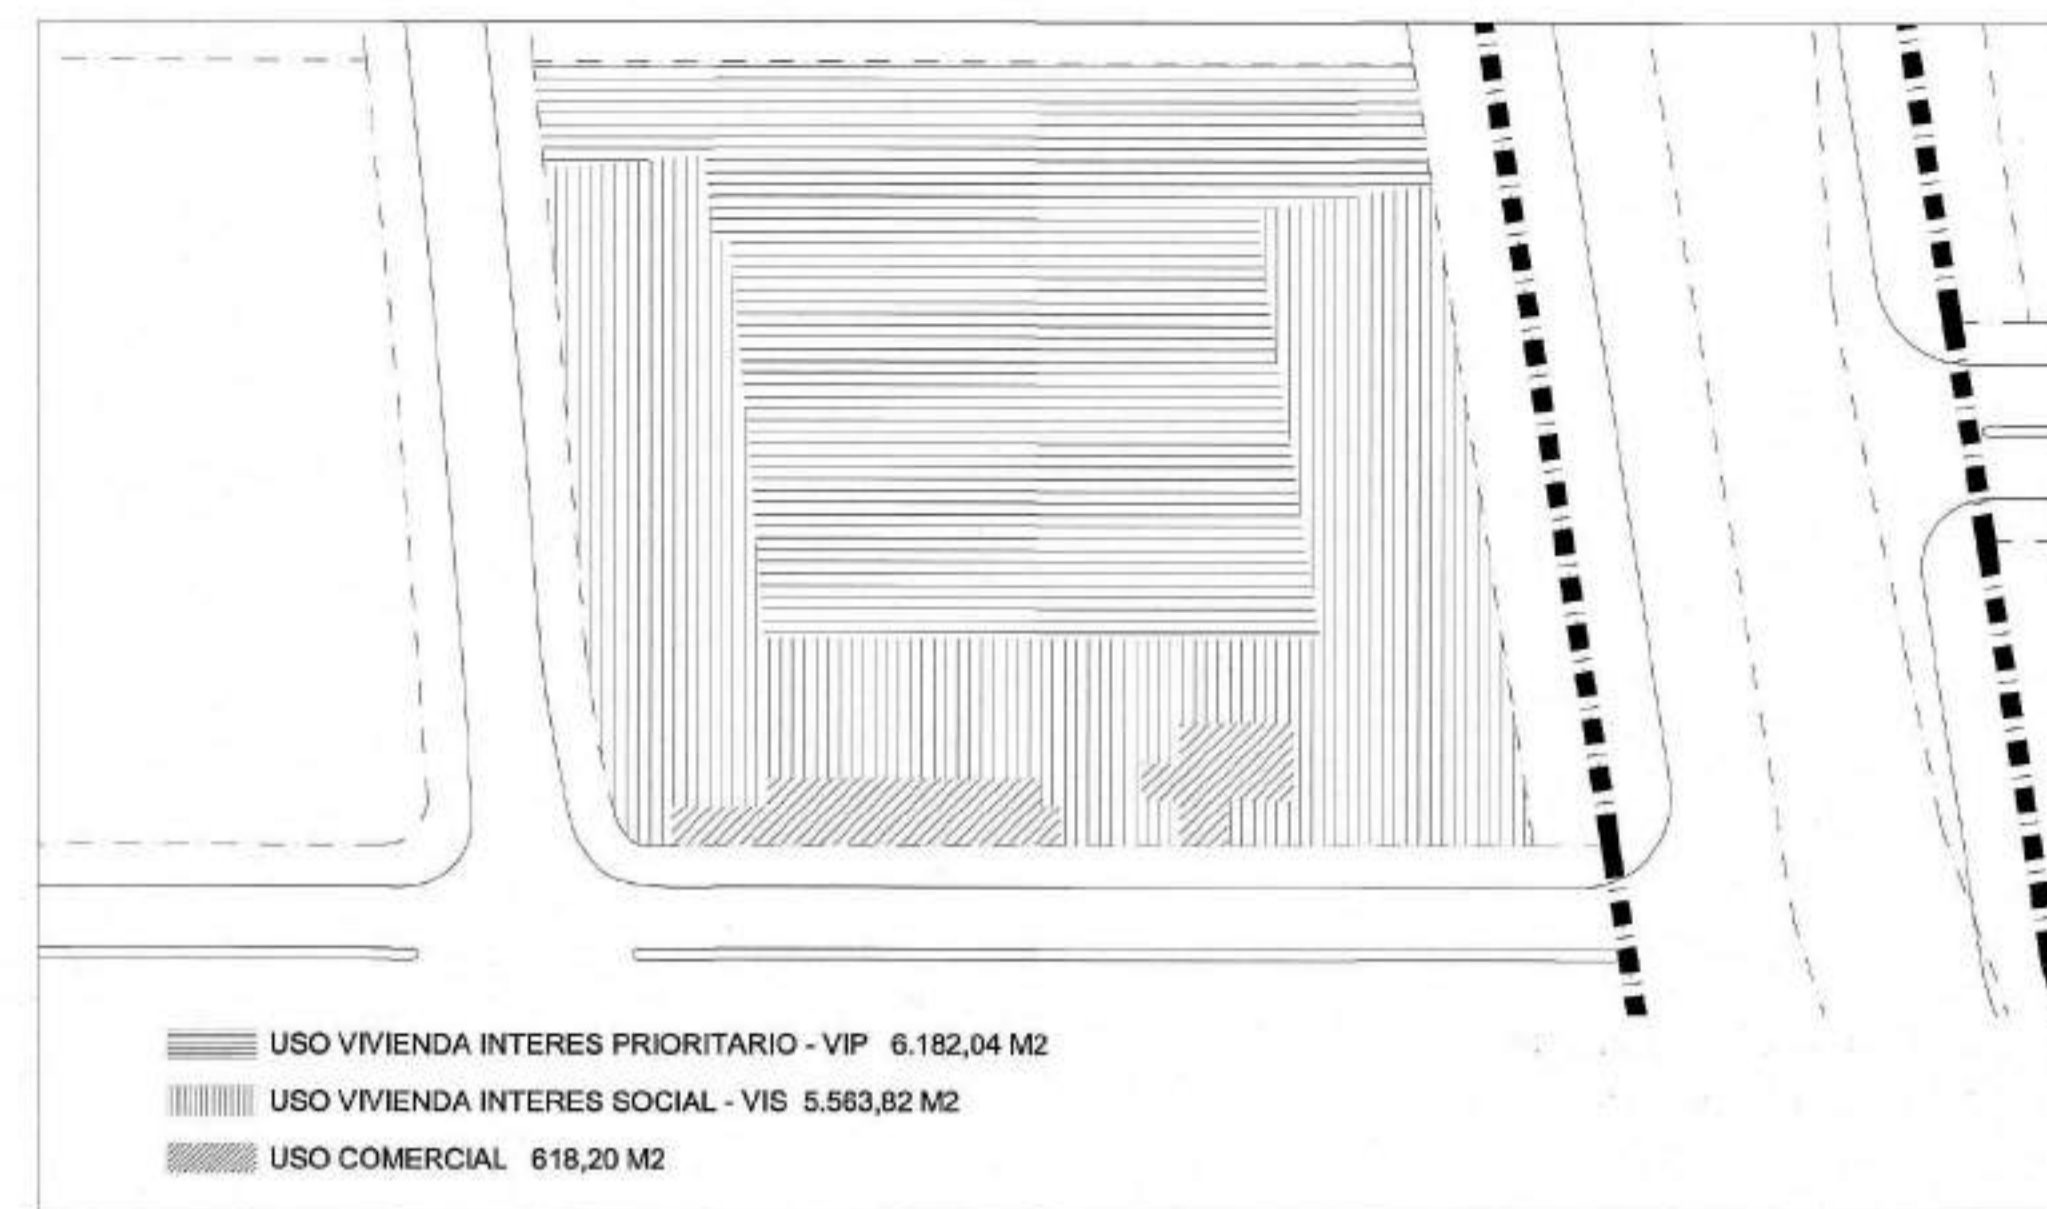 USO VIVIENDA INTERES PRIORITARIO - VIP 6.182,04 M2
USO VIVIENDA INTERES SOCIAL - VIS 5.563,82 M2
USO COMERCIAL 618,20 M2